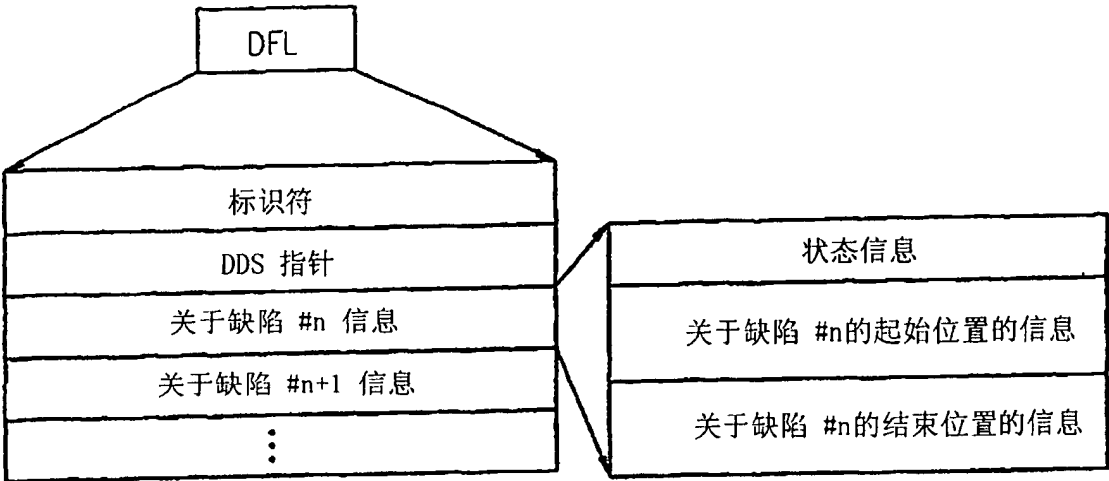 DFL
标识符
DDS 指针
关于缺陷 #n 信息
关于缺陷 #n+1 信息
⋮
状态信息
关于缺陷 #n的起始位置的信息
关于缺陷 #n的结束位置的信息